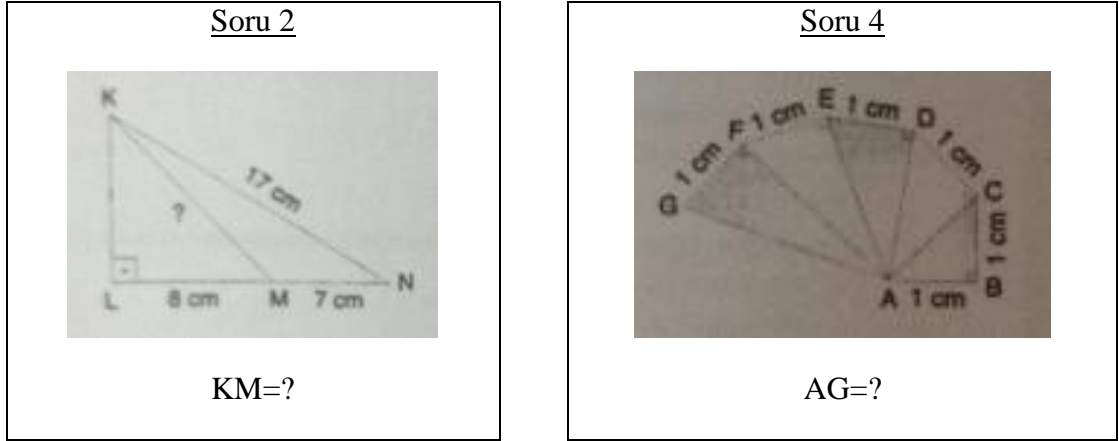 Soru 2
K
17 cm
?
L 8 cm M 7 cm N
KM=?
Soru 4
E 1 cm D
F 1 cm
1 cm
1 cm
G
C
1 cm
A 1 cm B
AG=?